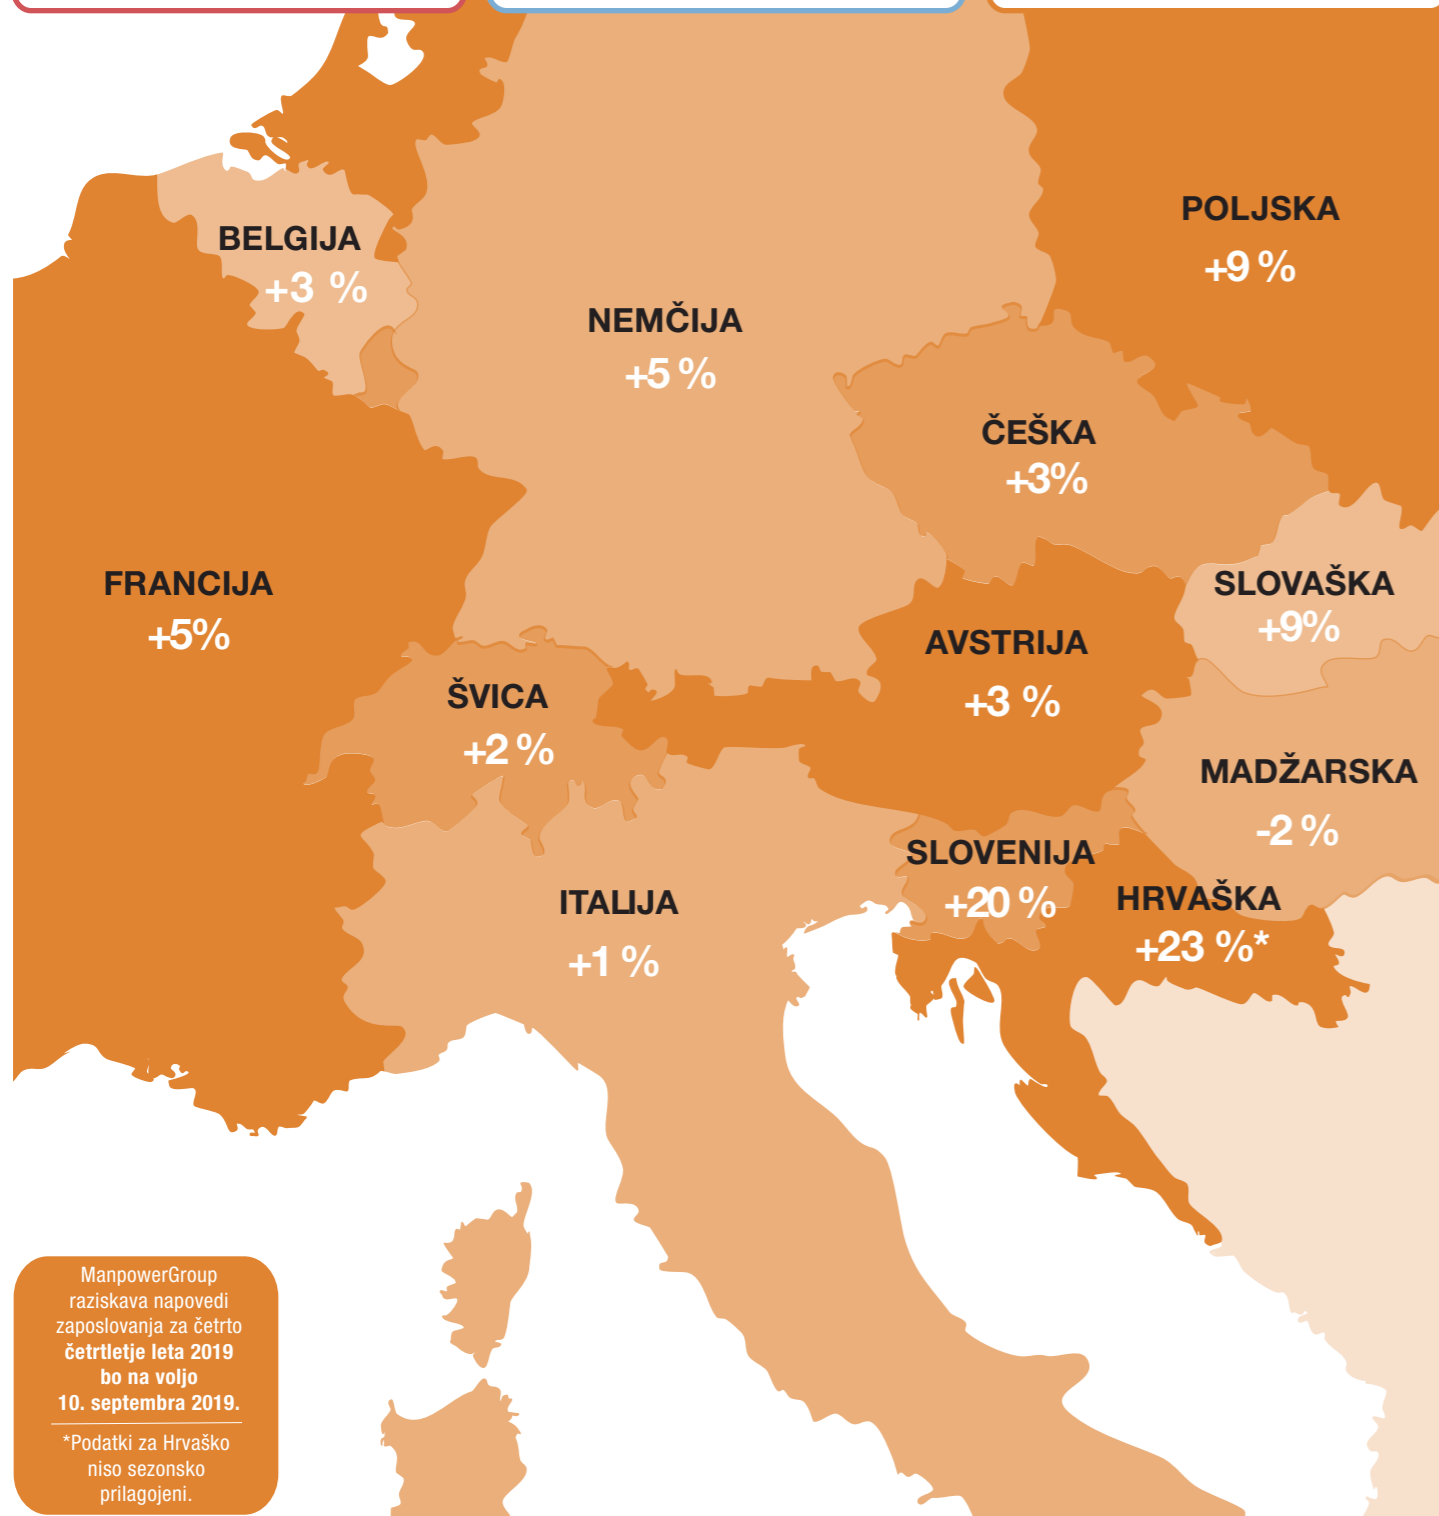 POLJSKA
+9 %
BELGIJA
+3 %
NEMČIJA
+5 %
ČEŠKA
+3%
FRANCIJA
+5%
SLOVAŠKA
+9%
AVSTRIJA
+3 %
ŠVICA
+2 %
MADŽARSKA
-2 %
SLOVENIJA
+20 %
HRVAŠKA
+23 %*
ITALIJA
+1 %
ManpowerGroup
raziskava napovedi
zaposlovanja za četrto
četrtletje leta 2019
bo na voljo
10. septembra 2019.
*Podatki za Hrvaško
niso sezonsko
prilagojeni.